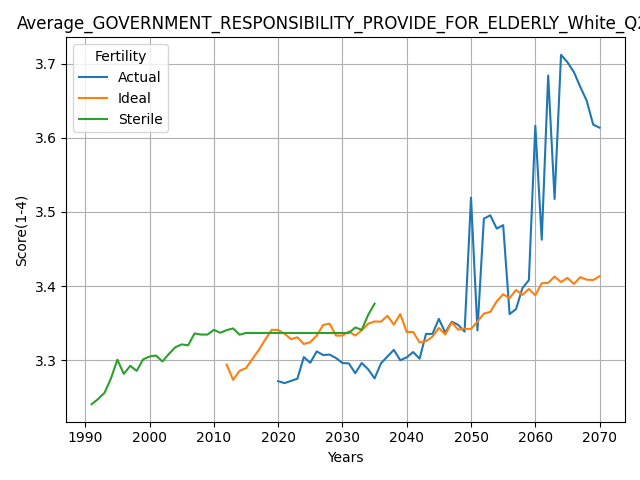 Average_GOVERNMENT_RESPONSIBILITY_PROVIDE_FOR_ELDERLY_White_Q2
Fertility
Actual
Ideal
Sterile
Score(1-4)
3.7
3.6
3.5
3.4
3.3
1990 2000 2010 2020 2030 2040 2050 2060 2070
Years